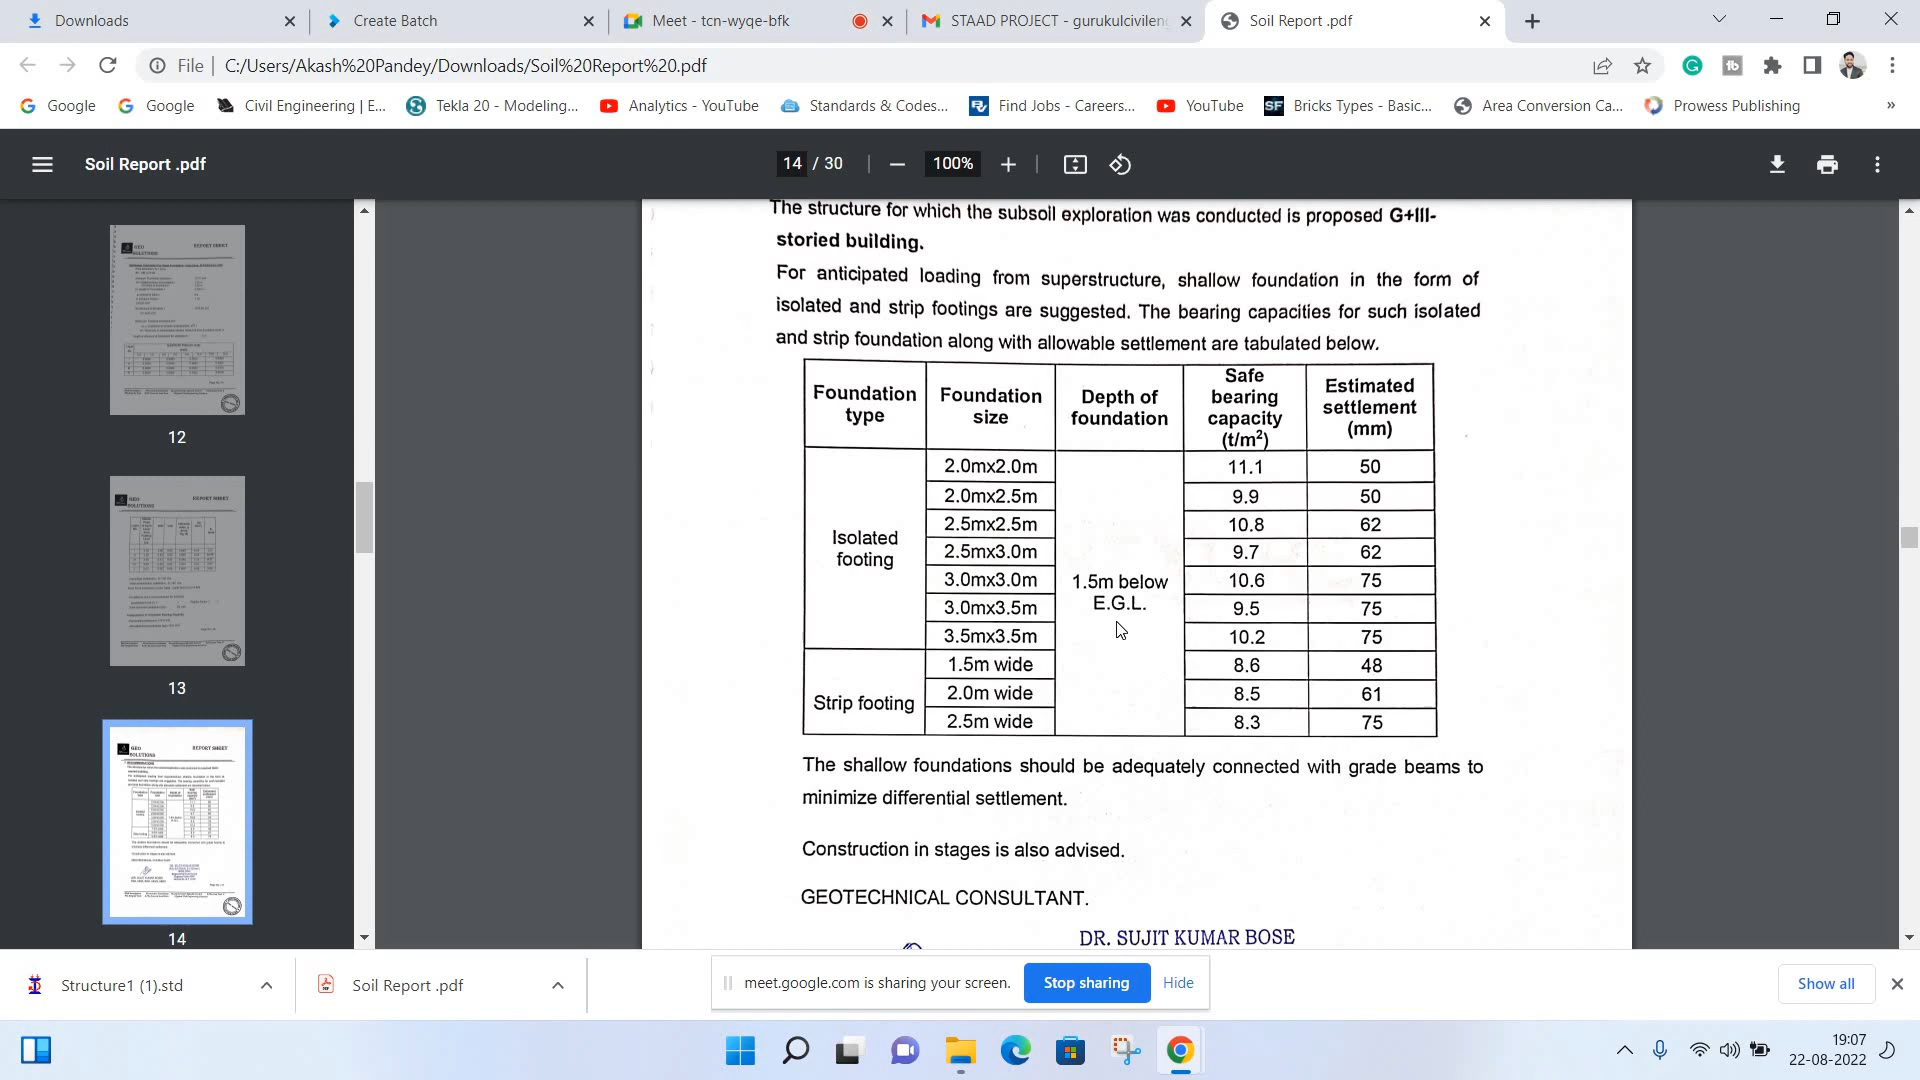 Downloads
Create Batch
Meet - tcn-wyqe-bfk
STAAD PROJECT - gurukulcivilen
Soil Report .pdf
File
C:/Users/Akash%20Pandey/Downloads/Soil%20Report%20.pdf
Google
Google
Civil Engineering | E...
Tekla 20 - Modeling...
Analytics - YouTube
Standards & Codes...
Find Jobs - Careers...
YouTube
Bricks Types - Basic...
Area Conversion Ca...
Prowess Publishing
»
Soil Report .pdf
14 / 30
100%
12
13
14
The structure for which the subsoil exploration was conducted is proposed G+III-
storied building.
For anticipated loading from superstructure, shallow foundation in the form of
isolated and strip footings are suggested. The bearing capacities for such isolated
and strip foundation along with allowable settlement are tabulated below.
Foundation type | Foundation size | Depth of foundation | Safe bearing capacity (t/m²) | Estimated settlement (mm)
Isolated footing | 2.0mx2.0m | 1.5m below E.G.L. | 11.1 | 50
2.0mx2.5m | 9.9 | 50
2.5mx2.5m | 10.8 | 62
2.5mx3.0m | 9.7 | 62
3.0mx3.0m | 10.6 | 75
3.0mx3.5m | 9.5 | 75
3.5mx3.5m | 10.2 | 75
Strip footing | 1.5m wide | 8.6 | 48
2.0m wide | 8.5 | 61
2.5m wide | 8.3 | 75
The shallow foundations should be adequately connected with grade beams to
minimize differential settlement.
Construction in stages is also advised.
GEOTECHNICAL CONSULTANT.
DR. SUJIT KUMAR BOSE
Structure1 (1).std
Soil Report .pdf
meet.google.com is sharing your screen.
Stop sharing
Hide
Show all
19:07
22-08-2022